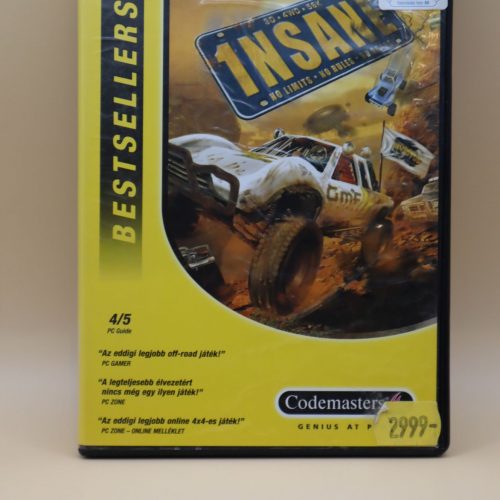 BESTSELLERS
1NSANE
NO LIMITS • NO RULES
GmF
4/5
PC Guide
"Az eddigi legjobb off-road játék!"
PC GAMER
"A legteljesebb élvezetért
nincs még egy ilyen játék!"
PC ZONE
"Az eddigi legjobb online 4x4-es játék!"
PC ZONE – ONLINE MELLÉKLET
Codemasters
GENIUS AT
2999-